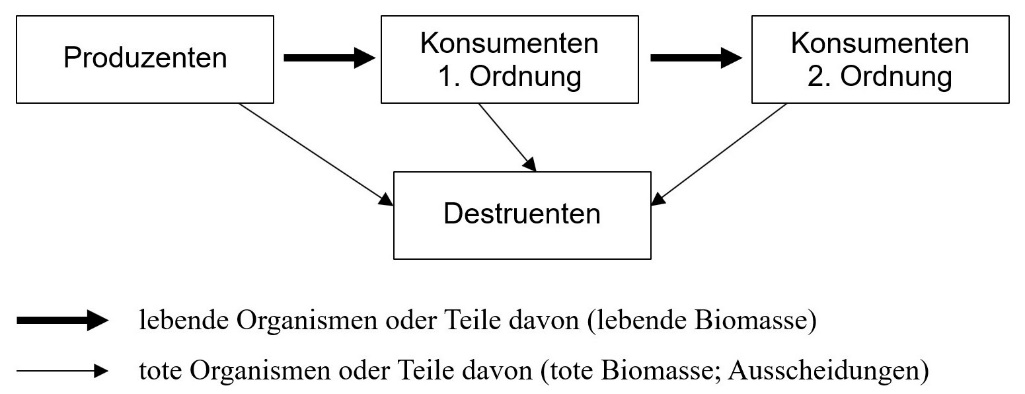 Produzenten
Konsumenten
1. Ordnung
Konsumenten
2. Ordnung
Destruenten
lebende Organismen oder Teile davon (lebende Biomasse)
tote Organismen oder Teile davon (tote Biomasse; Ausscheidungen)